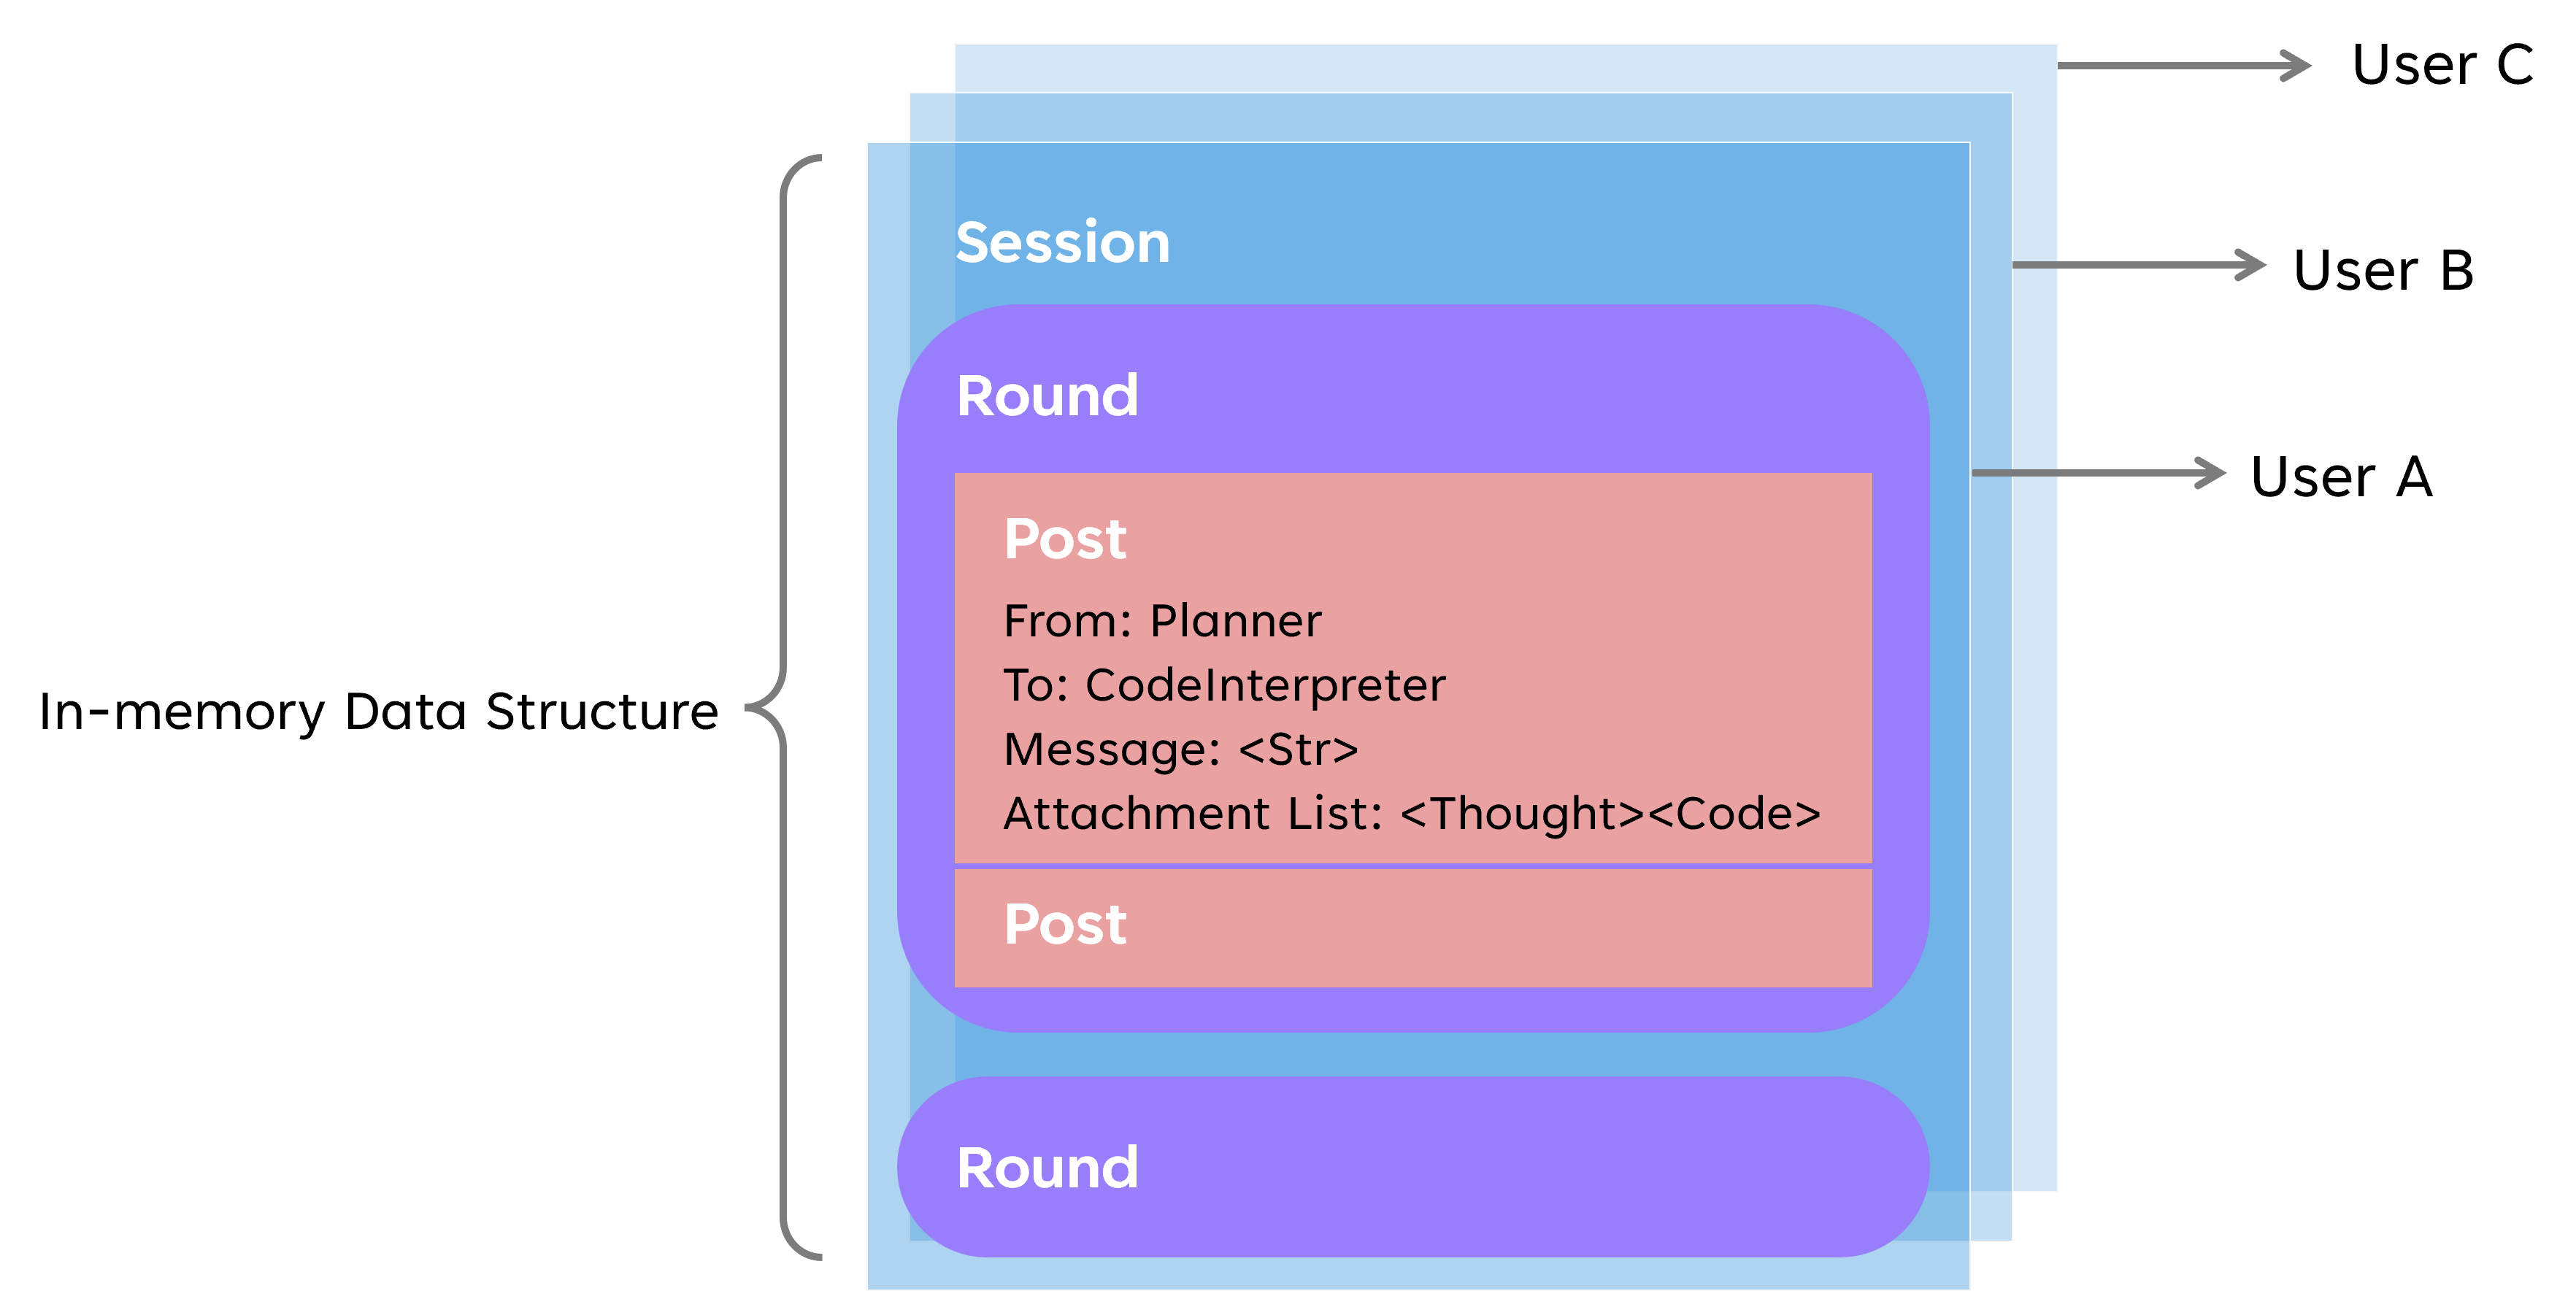 User C
Session
User B
Round
User A
Post
From: Planner
To: CodeInterpreter
In-memory Data Structure
Message: <Str>
Attachment List: <Thought><Code>
Post
Round